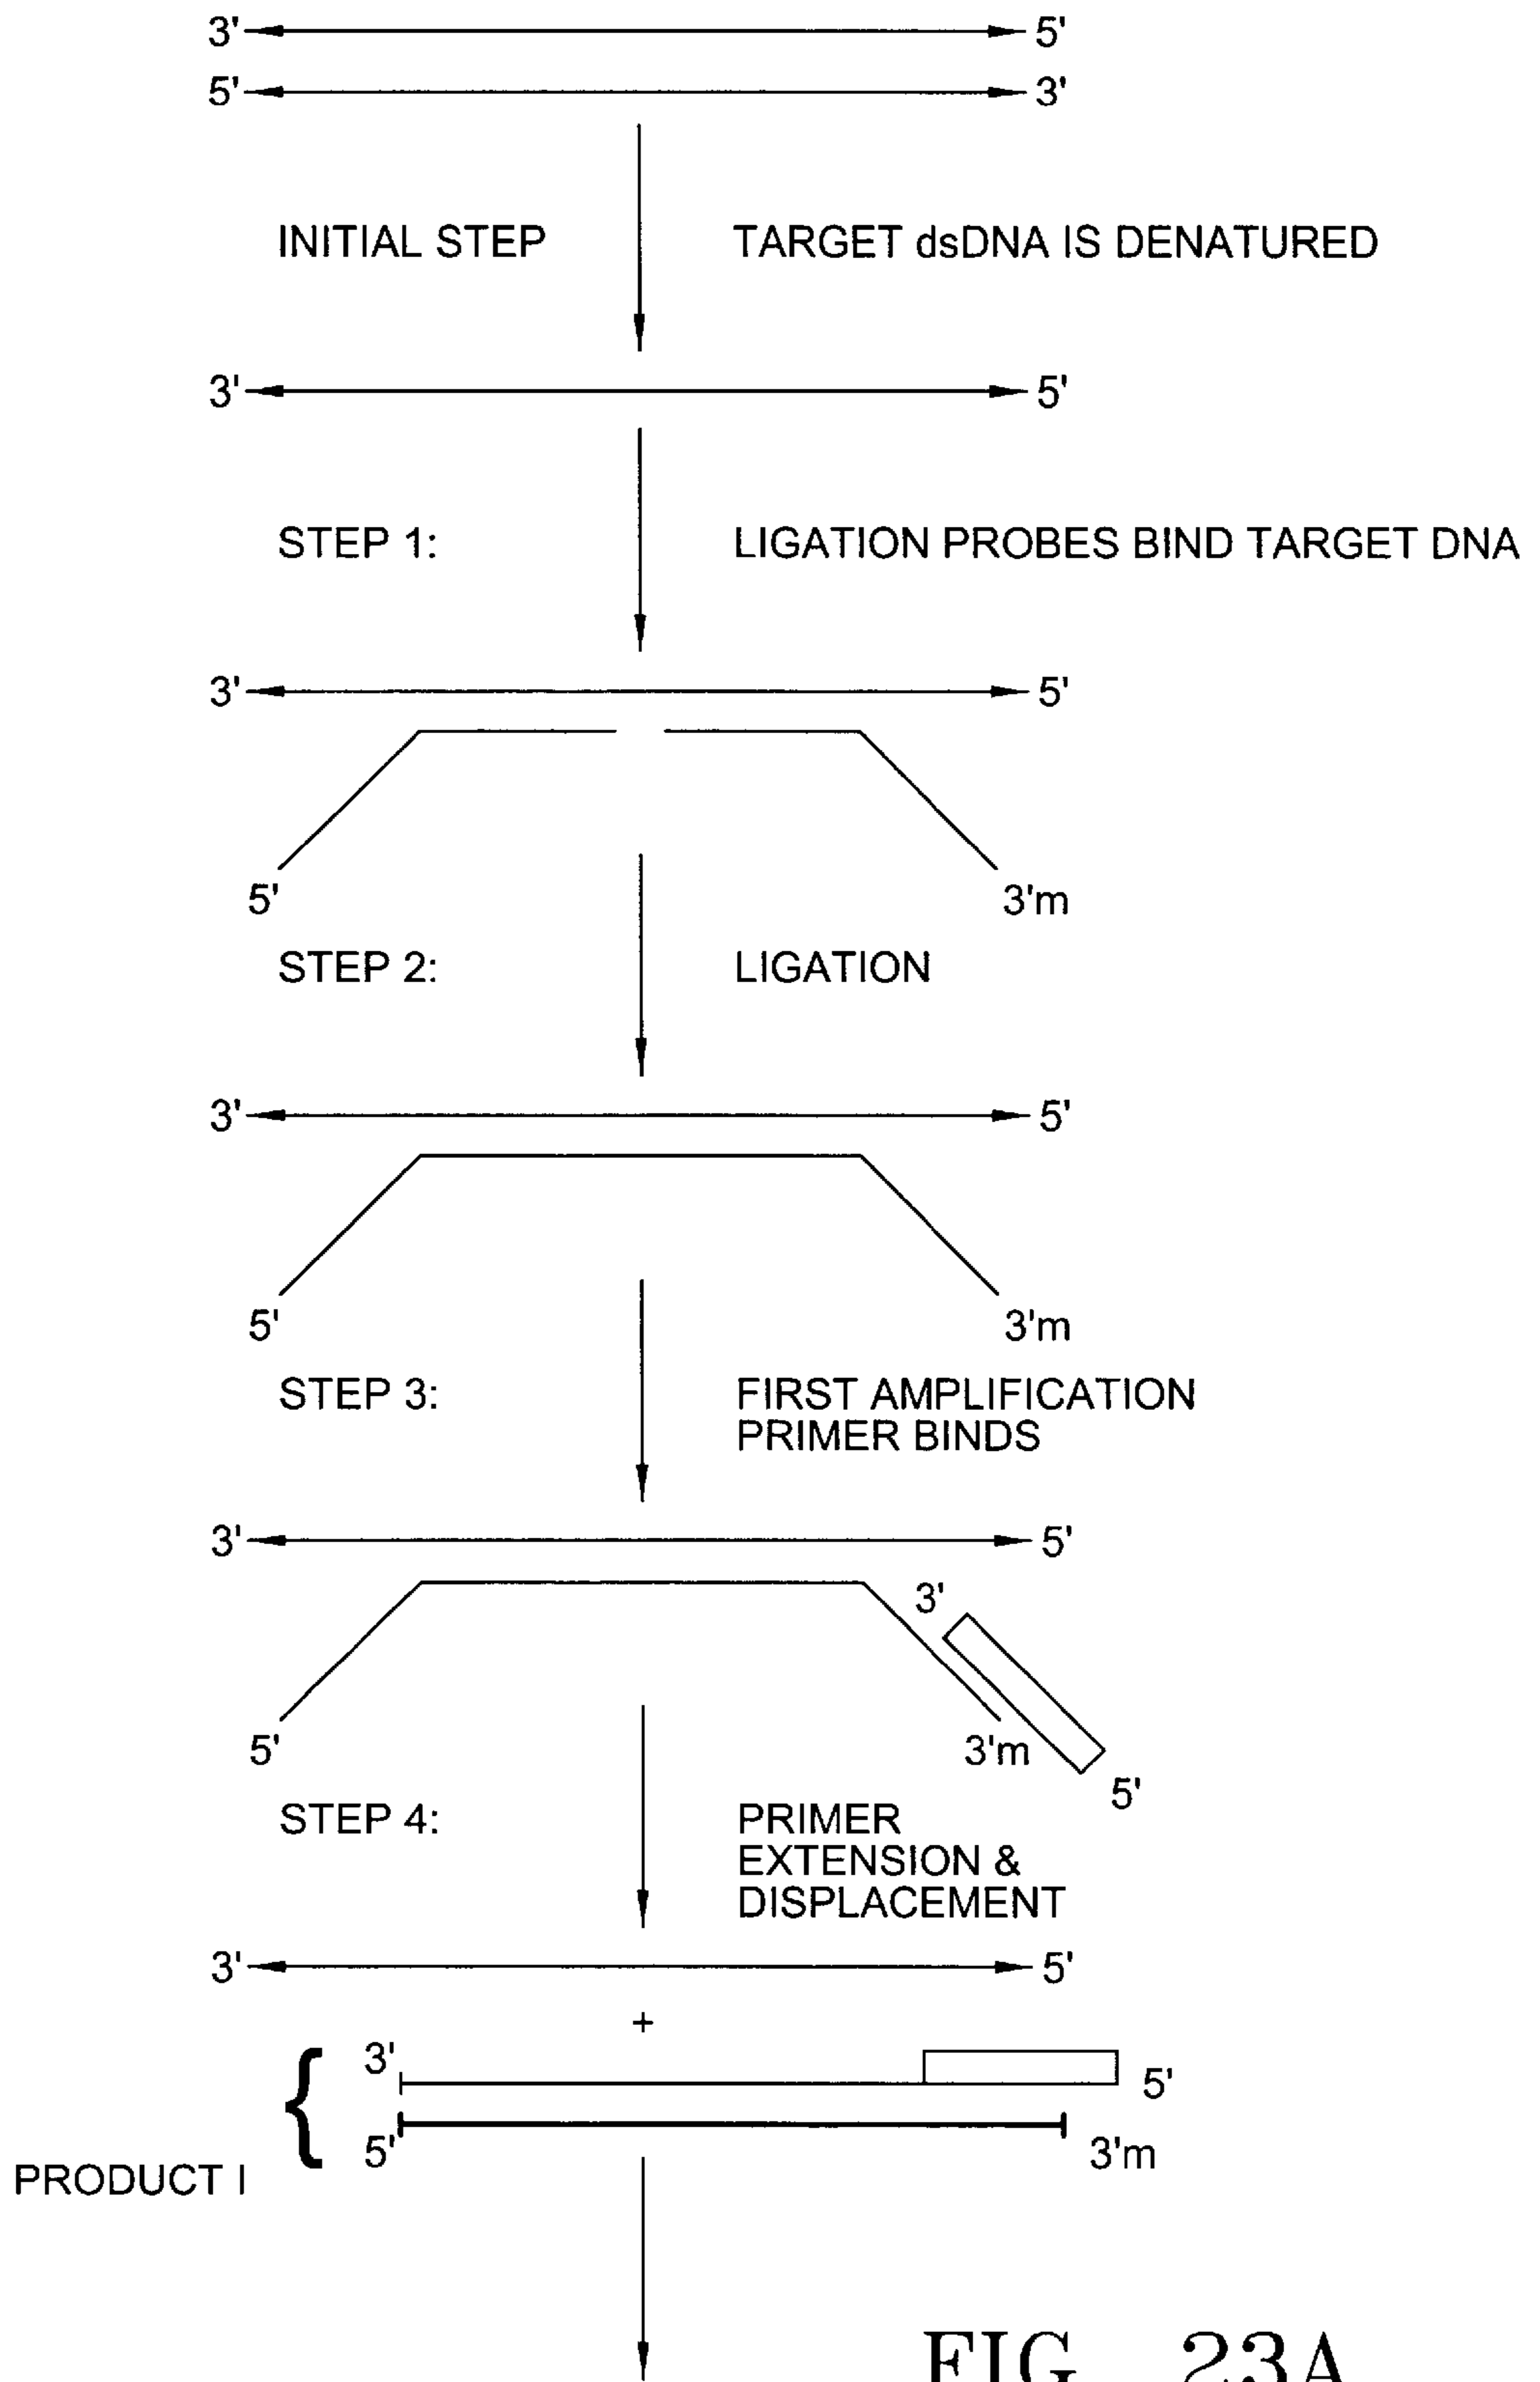 3' 5'
5' 3'
INITIAL STEP TARGET dsDNA IS DENATURED
3' 5'
STEP 1: LIGATION PROBES BIND TARGET DNA
3' 5'
5' 3'm
STEP 2: LIGATION
3' 5'
5' 3'm
STEP 3: FIRST AMPLIFICATION
PRIMER BINDS
3' 5'
3'
5' 3'm
5'
STEP 4: PRIMER
EXTENSION &
DISPLACEMENT
3' 5'
+
3' 5'
{
5' 3'm
PRODUCT I
FIG. 23A